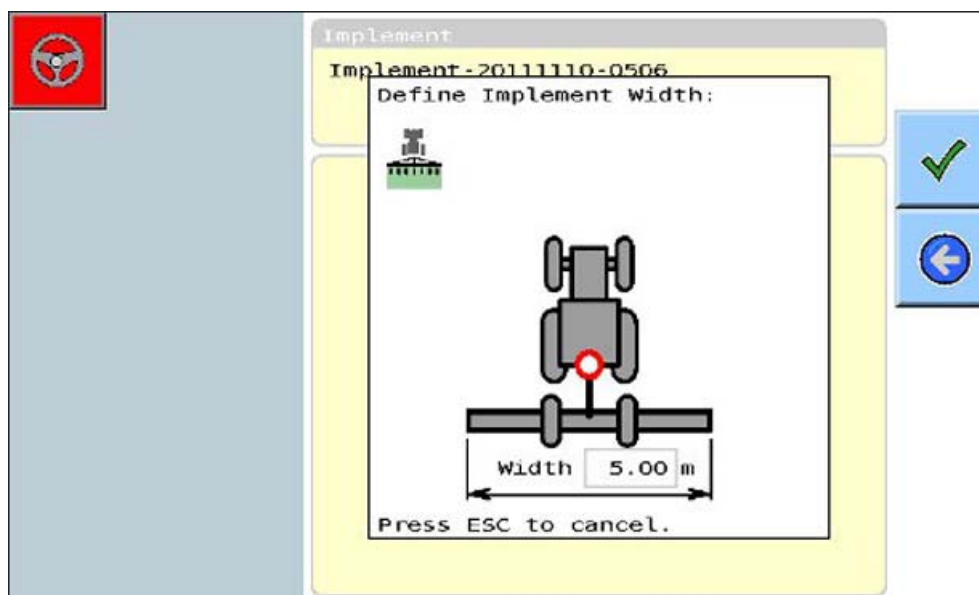 Implement
Implement-20111110-0506
Define Implement Width:
Width 5.00 m
Press ESC to cancel.